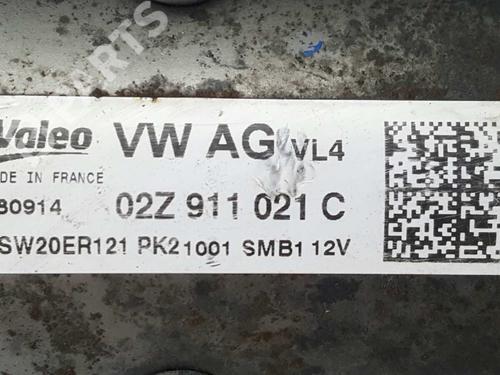 Valeo VW AG VL4
DE IN FRANCE
80914 02Z 911 021 C
SW20ER121 PK21001 SMB1 12V